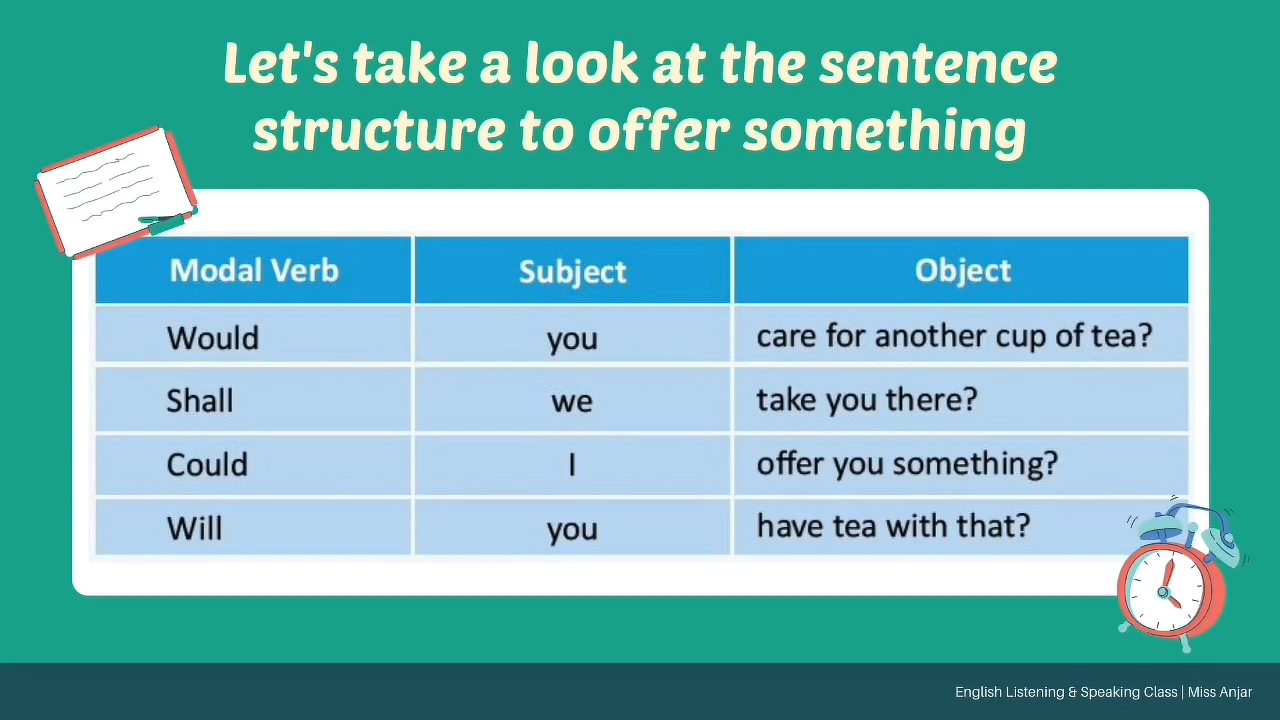 Let's take a look at the sentence
structure to offer something
Modal Verb Subject Object
Would you care for another cup of tea?
Shall we take you there?
Could I offer you something?
Will you have tea with that?
English Listening & Speaking Class | Miss Anjar